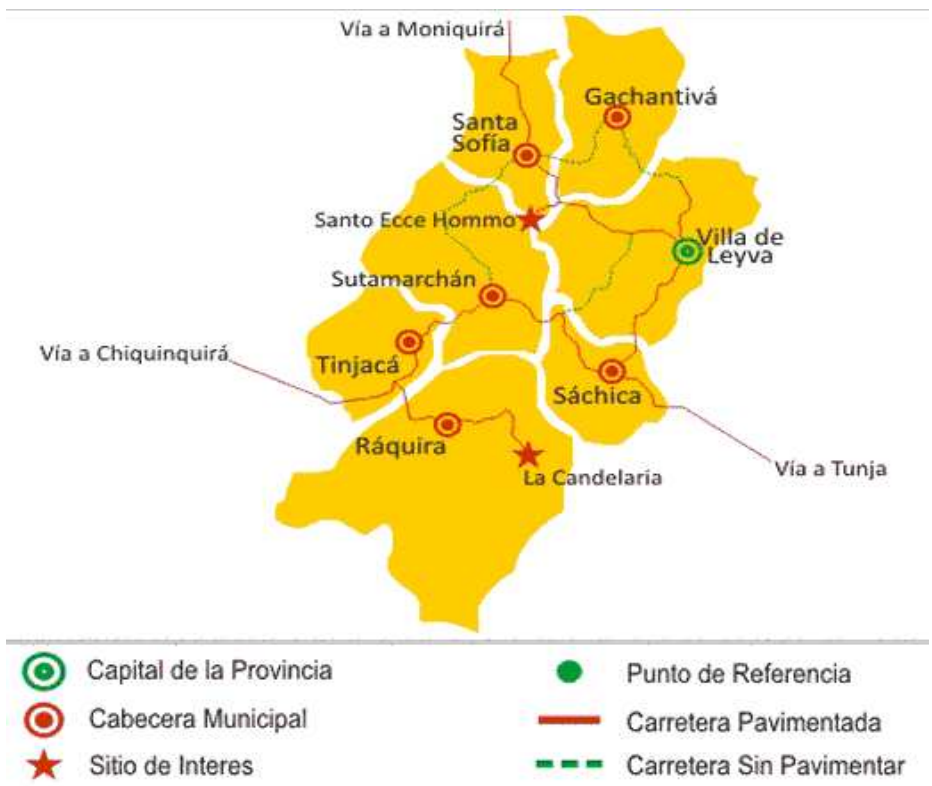 Vía a Moniquirá
Gachantivá
Santa
Sofía
Santo Ecce Hommo
Villa de
Leyva
Sutamarchán
Vía a Chiquinquirá
Tinjacá
Sáchica
Ráquira
La Candelaria
Vía a Tunja
Capital de la Provincia
Punto de Referencia
Cabecera Municipal
Carretera Pavimentada
Sitio de Interes
Carretera Sin Pavimentar